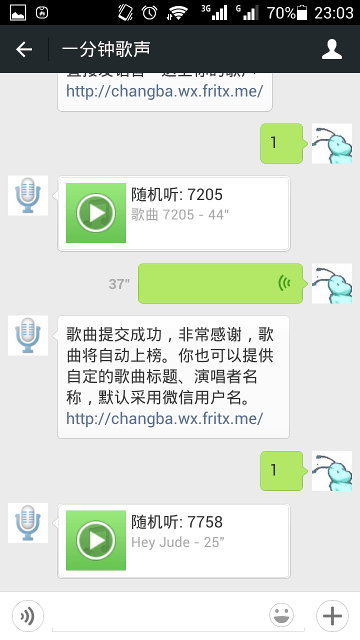 3G G 70% 23:03
一分钟歌声
http://changba.wx.fritx.me/
1
随机听: 7205
歌曲 7205 - 44"
37"
歌曲提交成功，非常感谢，歌
曲将自动上榜。你也可以提供
自定的歌曲标题、演唱者名
称，默认采用微信用户名。
http://changba.wx.fritx.me/
1
随机听: 7758
Hey Jude - 25"